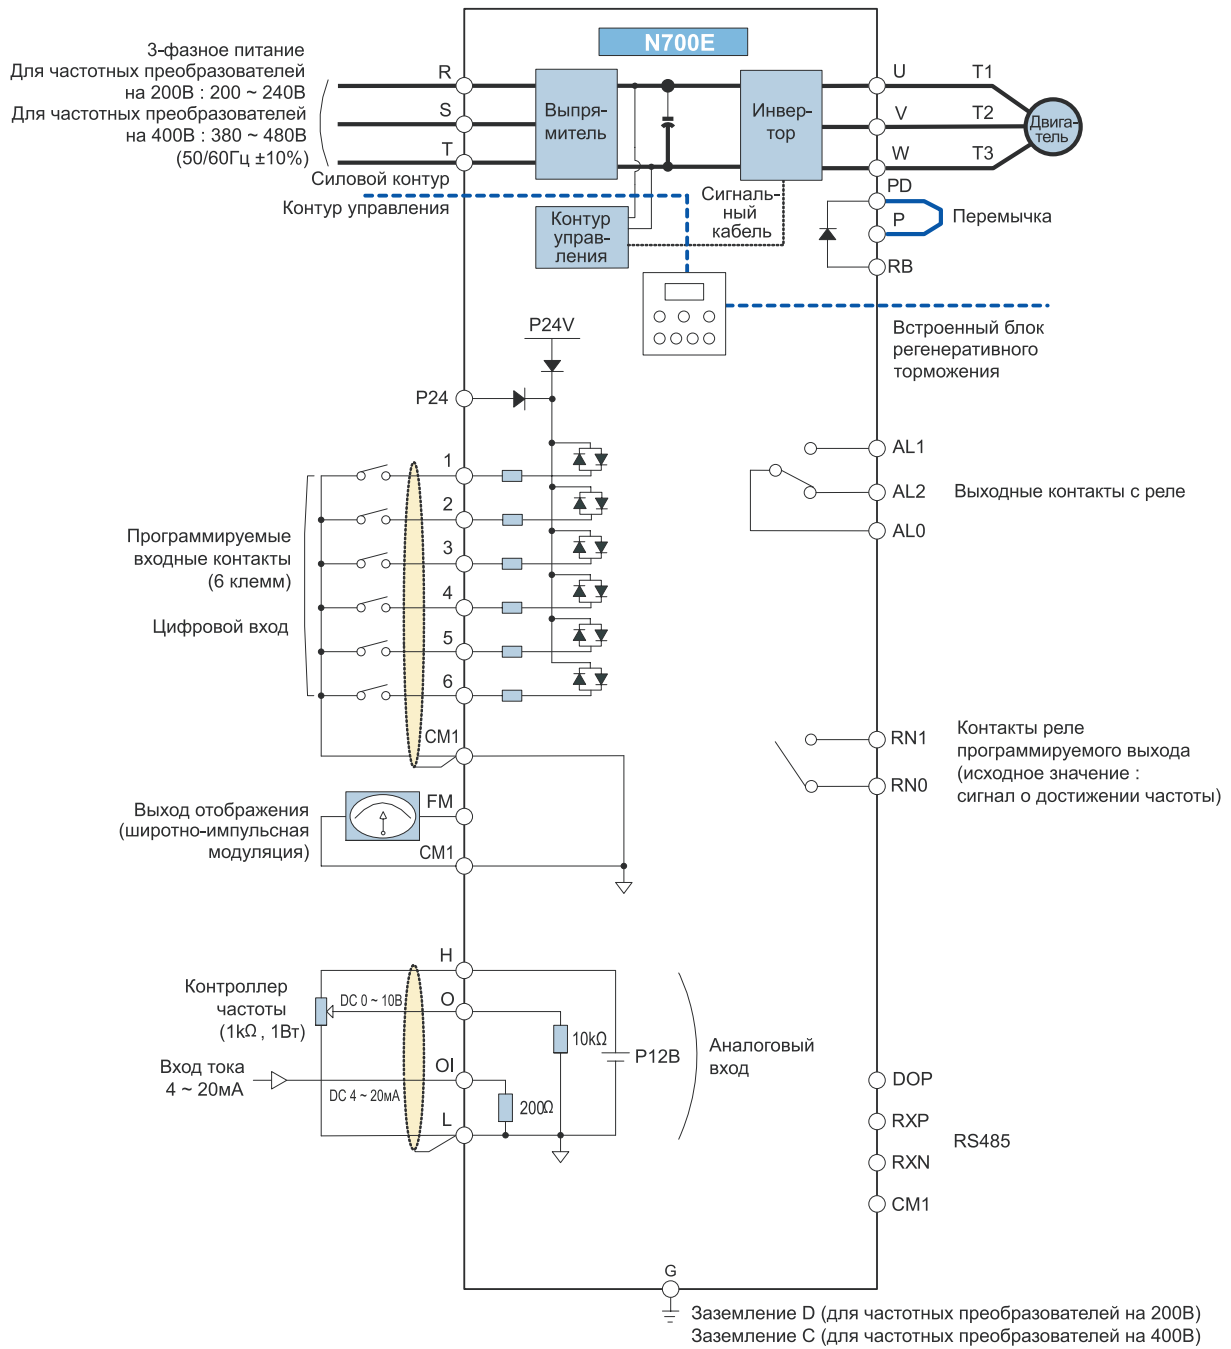 N700E
3-фазное питание
Для частотных преобразователей
на 200В : 200 ~ 240В
Для частотных преобразователей
на 400В : 380 ~ 480В
(50/60Гц ±10%)
R
S
T
Выпря-
митель
Инвер-
тор
U
V
W
T1
T2
T3
Двига-
тель
Силовой контур
Контур управления
Контур
управ-
ления
Сигналь-
ный
кабель
PD
P
RB
Перемычка
Встроенный блок
регенеративного
торможения
P24V
P24
1
2
3
4
5
6
CM1
Программируемые
входные контакты
(6 клемм)
Цифровой вход
AL1
AL2
AL0
Выходные контакты с реле
RN1
RN0
Контакты реле
программируемого выхода
(исходное значение :
сигнал о достижении частоты)
Выход отображения
(широтно-импульсная
модуляция)
FM
CM1
H
O
OI
L
Контроллер
частоты
(1kΩ , 1Вт)
DC 0 ~ 10В
Вход тока
4 ~ 20мА
DC 4 ~ 20мА
10kΩ
200Ω
P12В
Аналоговый
вход
DOP
RXP
RXN
CM1
RS485
G
Заземление D (для частотных преобразователей на 200В)
Заземление C (для частотных преобразователей на 400В)